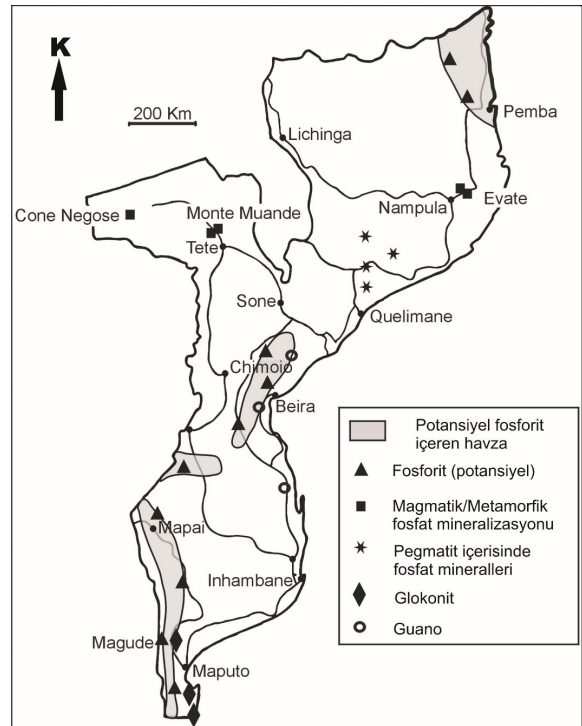 K
200 Km
Pemba
Lichinga
Nampula
Evate
Cone Negose
Monte Muande
Tete
Sone
Quelimane
Chimoio
Beira
Mapai
Inhambane
Magude
Maputo
Potansiyel fosforit
içeren havza
Fosforit (potansiyel)
Magmatik/Metamorfik
fosfat mineralizasyonu
Pegmatit içerisinde
fosfat mineralleri
Glokonit
Guano